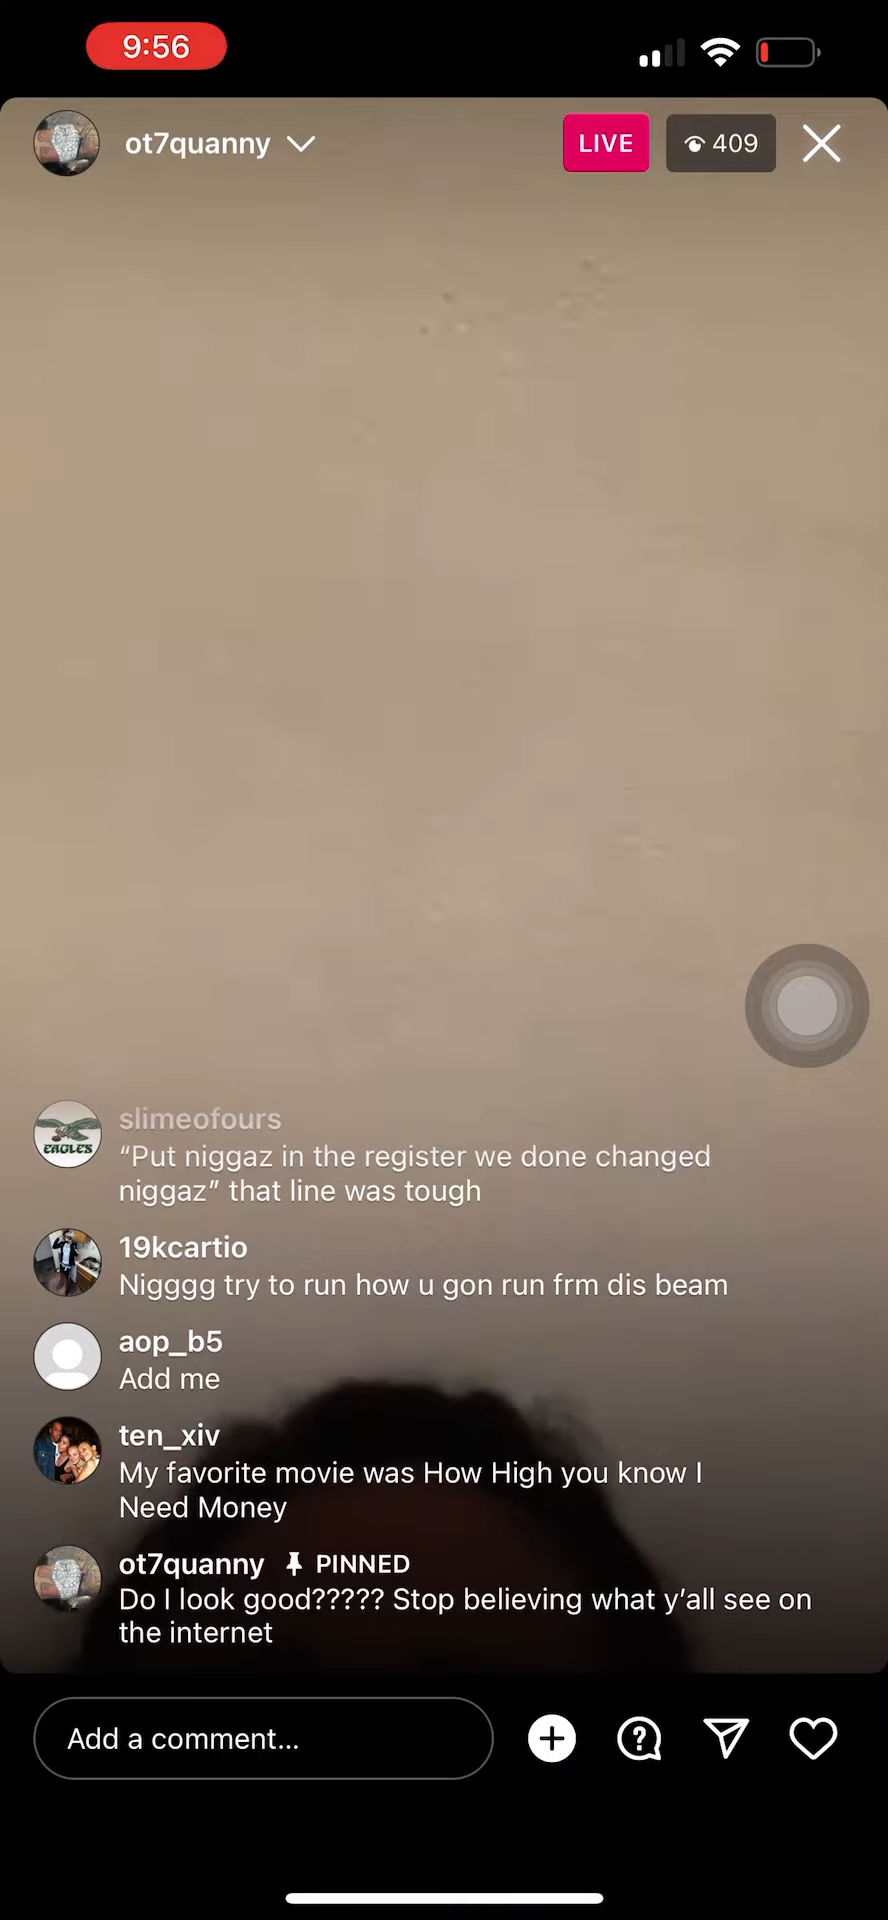 9:56
ot7quanny
LIVE
409
slimeofours
“Put niggaz in the register we done changed
niggaz” that line was tough
EAGLES
19kcartio
Nigggg try to run how u gon run frm dis beam
aop_b5
Add me
ten_xiv
My favorite movie was How High you know I
Need Money
ot7quanny PINNED
Do I look good????? Stop believing what y’all see on
the internet
Add a comment...